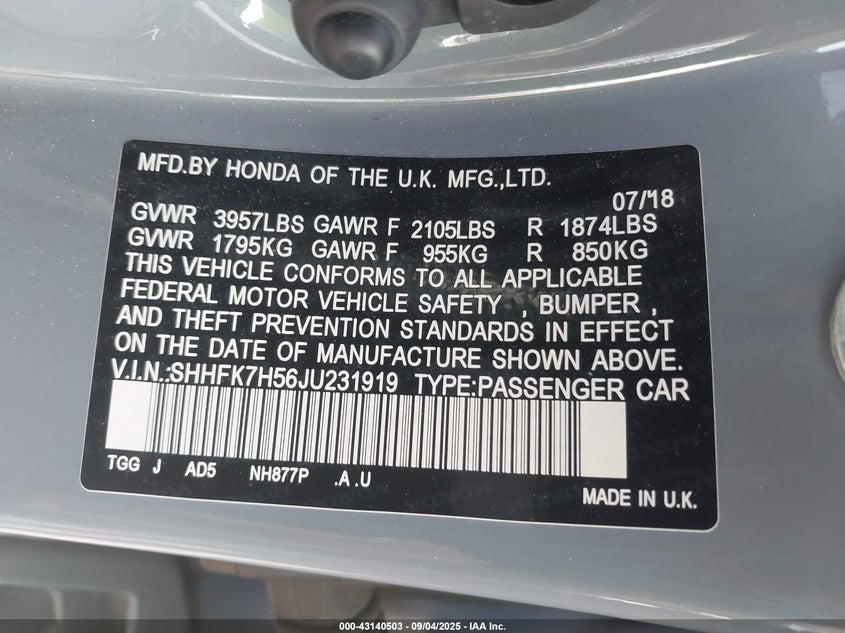 MFD.BY HONDA OF THE U.K. MFG.,LTD.
07/'18
GVWR 3957LBS GAWR F 2105LBS R 1874LBS
GVWR 1795KG GAWR F 955KG R 850KG
THIS VEHICLE CONFORMS TO ALL APPLICABLE
FEDERAL MOTOR VEHICLE SAFETY , BUMPER ,
AND THEFT PREVENTION STANDARDS IN EFFECT
ON THE DATE OF MANUFACTURE SHOWN ABOVE.
V.I.N.:SHHFK7H56JU231919 TYPE:PASSENGER CAR
TGG J AD5 NH877P .A .U
MADE IN U.K.
000-43140503 - 09/04/2025 - IAA Inc.